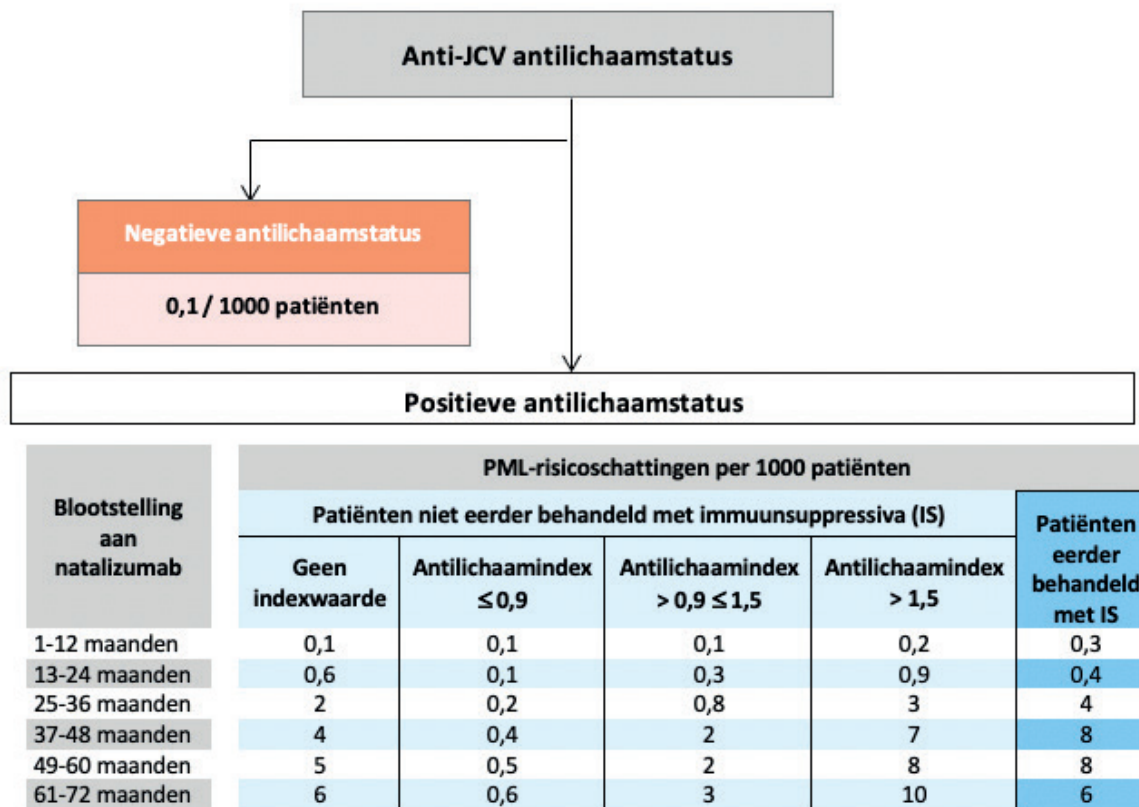 Anti-JCV antilichaamstatus
Negatieve antilichaamstatus
0,1 / 1000 patiënten
Positieve antilichaamstatus
Blootstelling
aan
natalizumab
PML-risicoschattingen per 1000 patiënten
Patiënten niet eerder behandeld met immuunsuppressiva (IS)
Patiënten
eerder
behandeld
met IS
Geen
indexwaarde
Antilichaamindex
≤ 0,9
Antilichaamindex
> 0,9 ≤ 1,5
Antilichaamindex
> 1,5
1-12 maanden 0,1 0,1 0,1 0,2 0,3
13-24 maanden 0,6 0,1 0,3 0,9 0,4
25-36 maanden 2 0,2 0,8 3 4
37-48 maanden 4 0,4 2 7 8
49-60 maanden 5 0,5 2 8 8
61-72 maanden 6 0,6 3 10 6